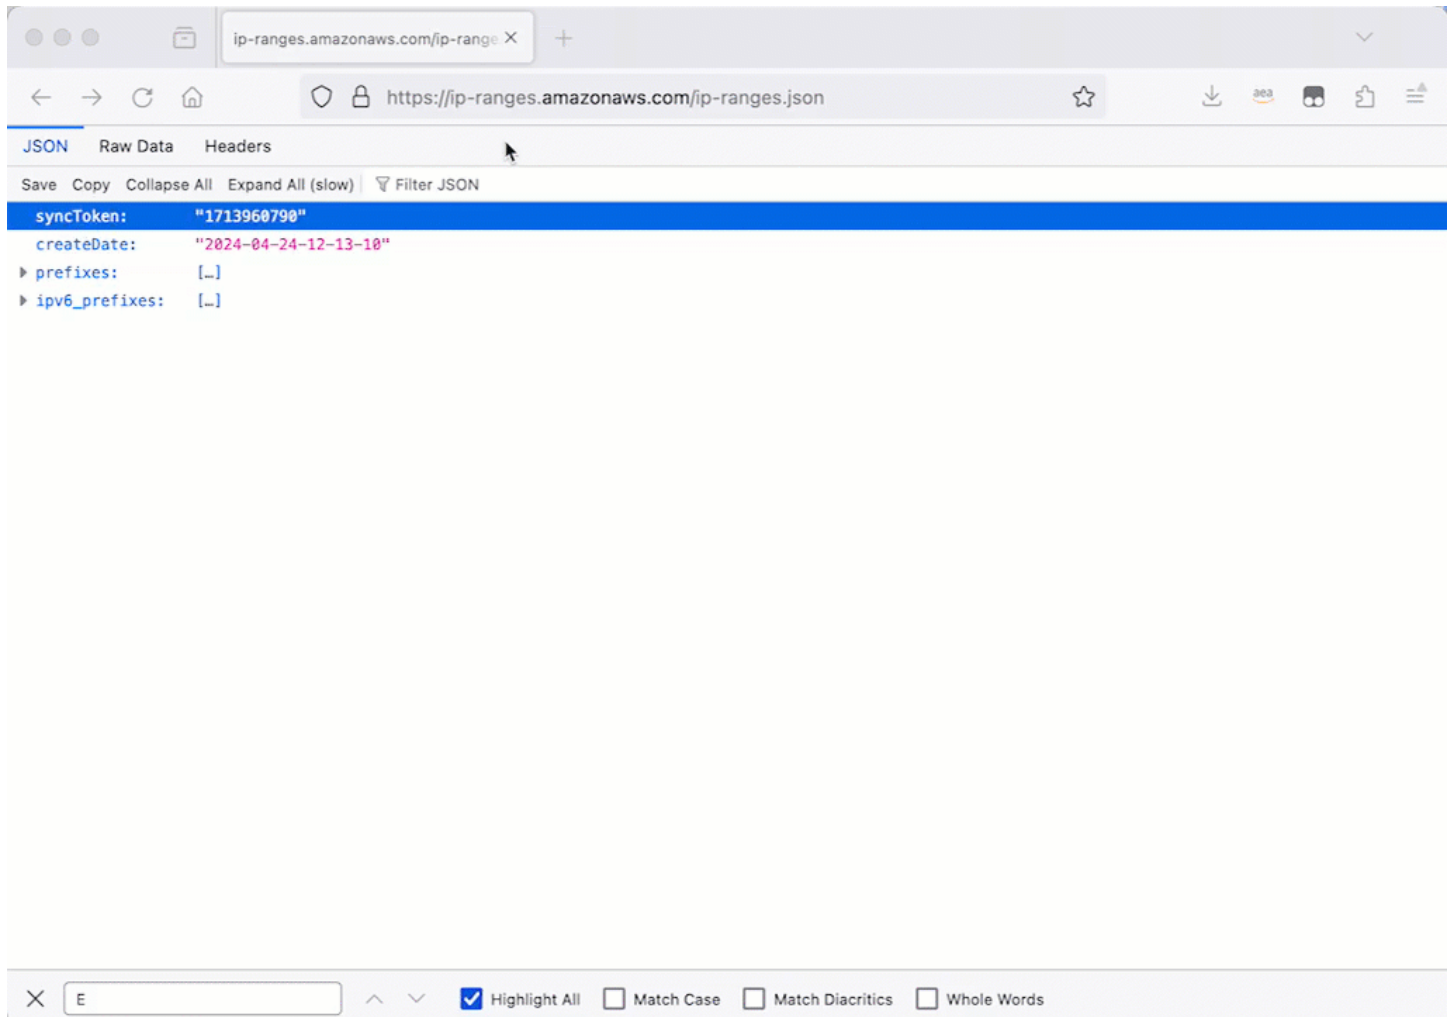 ip-ranges.amazonaws.com/ip-range
https://ip-ranges.amazonaws.com/ip-ranges.json
aea
JSON Raw Data Headers
Save Copy Collapse All Expand All (slow) Filter JSON
syncToken: "1713960790"
createDate: "2024-04-24-12-13-10"
prefixes: […]
ipv6_prefixes: […]
E Highlight All Match Case Match Diacritics Whole Words